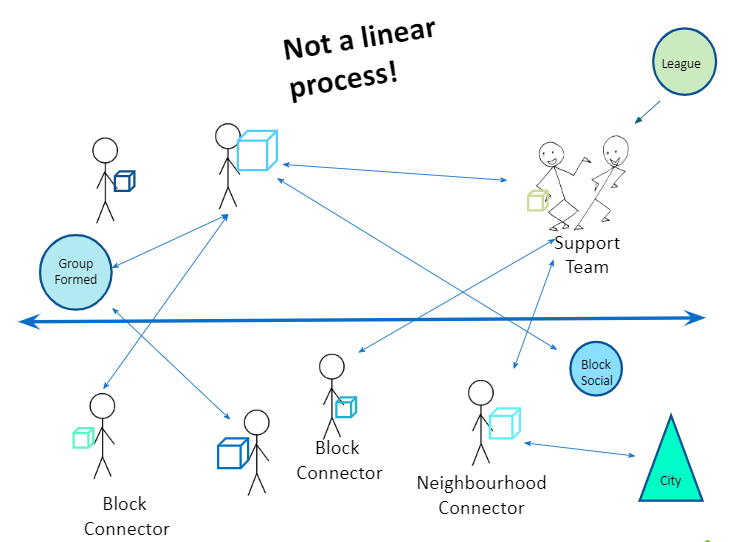 Not a linear
process!
League
Support
Team
Group
Formed
Block
Social
Block
Connector
Neighbourhood
Connector
City
Block
Connector